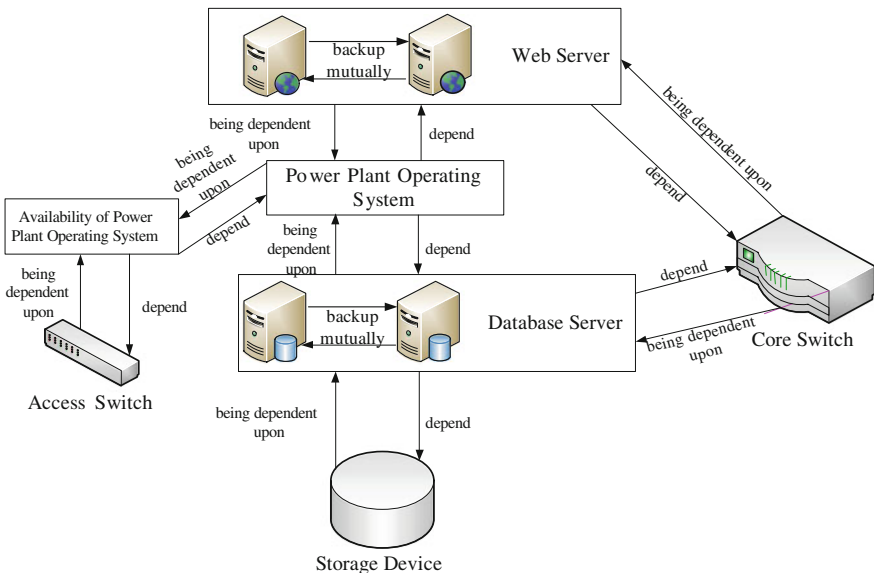 backup
mutually
Web Server
being dependent
upon
depend
being dependent upon
depend
being
dependent
upon
Power Plant Operating
System
Availability of Power
Plant Operating System
depend
being
dependent
upon
depend
being
dependent
upon
depend
Access Switch
backup
mutually
Database Server
depend
being dependent
upon
Core Switch
being dependent
upon
depend
Storage Device